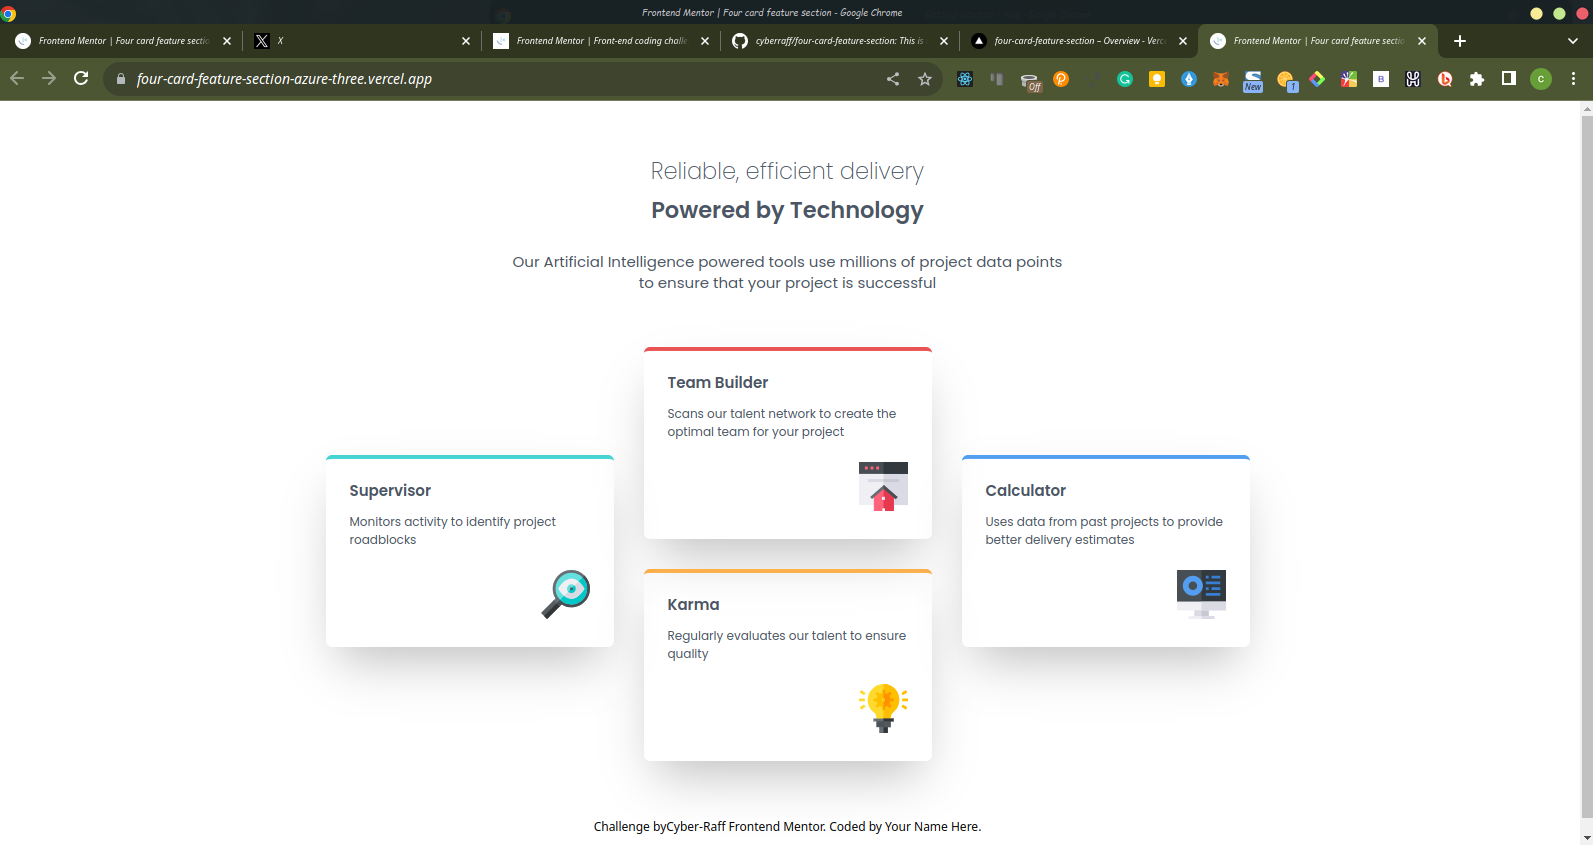 Frontend Mentor | Four card feature section - Google Chrome
Frontend Mentor | Four card feature sectio
X
Frontend Mentor | Front-end coding challe
cyberraff/four-card-feature-section: This is
four-card-feature-section – Overview - Verc
Frontend Mentor | Four card feature sectio
four-card-feature-section-azure-three.vercel.app
Off
New
1
B
c
Reliable, efficient delivery
Powered by Technology
Our Artificial Intelligence powered tools use millions of project data points
to ensure that your project is successful
Team Builder
Scans our talent network to create the
optimal team for your project
Supervisor
Monitors activity to identify project
roadblocks
Calculator
Uses data from past projects to provide
better delivery estimates
Karma
Regularly evaluates our talent to ensure
quality
Challenge byCyber-Raff Frontend Mentor. Coded by Your Name Here.